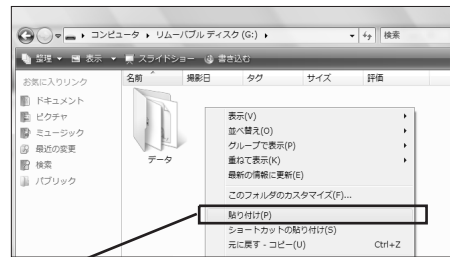 コンピュータ ▸ リムーバブル ディスク (G:) ▸ 検索
整理 表示 スライドショー 書き込む
お気に入りリンク
ドキュメント
ピクチャ
ミュージック
最近の変更
検索
パブリック
名前 撮影日 タグ サイズ 評価
データ
表示(V)
並べ替え(O)
グループで表示(P)
重ねて表示(K)
最新の情報に更新(E)
このフォルダのカスタマイズ(F)...
貼り付け(P)
ショートカットの貼り付け(S)
元に戻す - コピー(U) Ctrl+Z